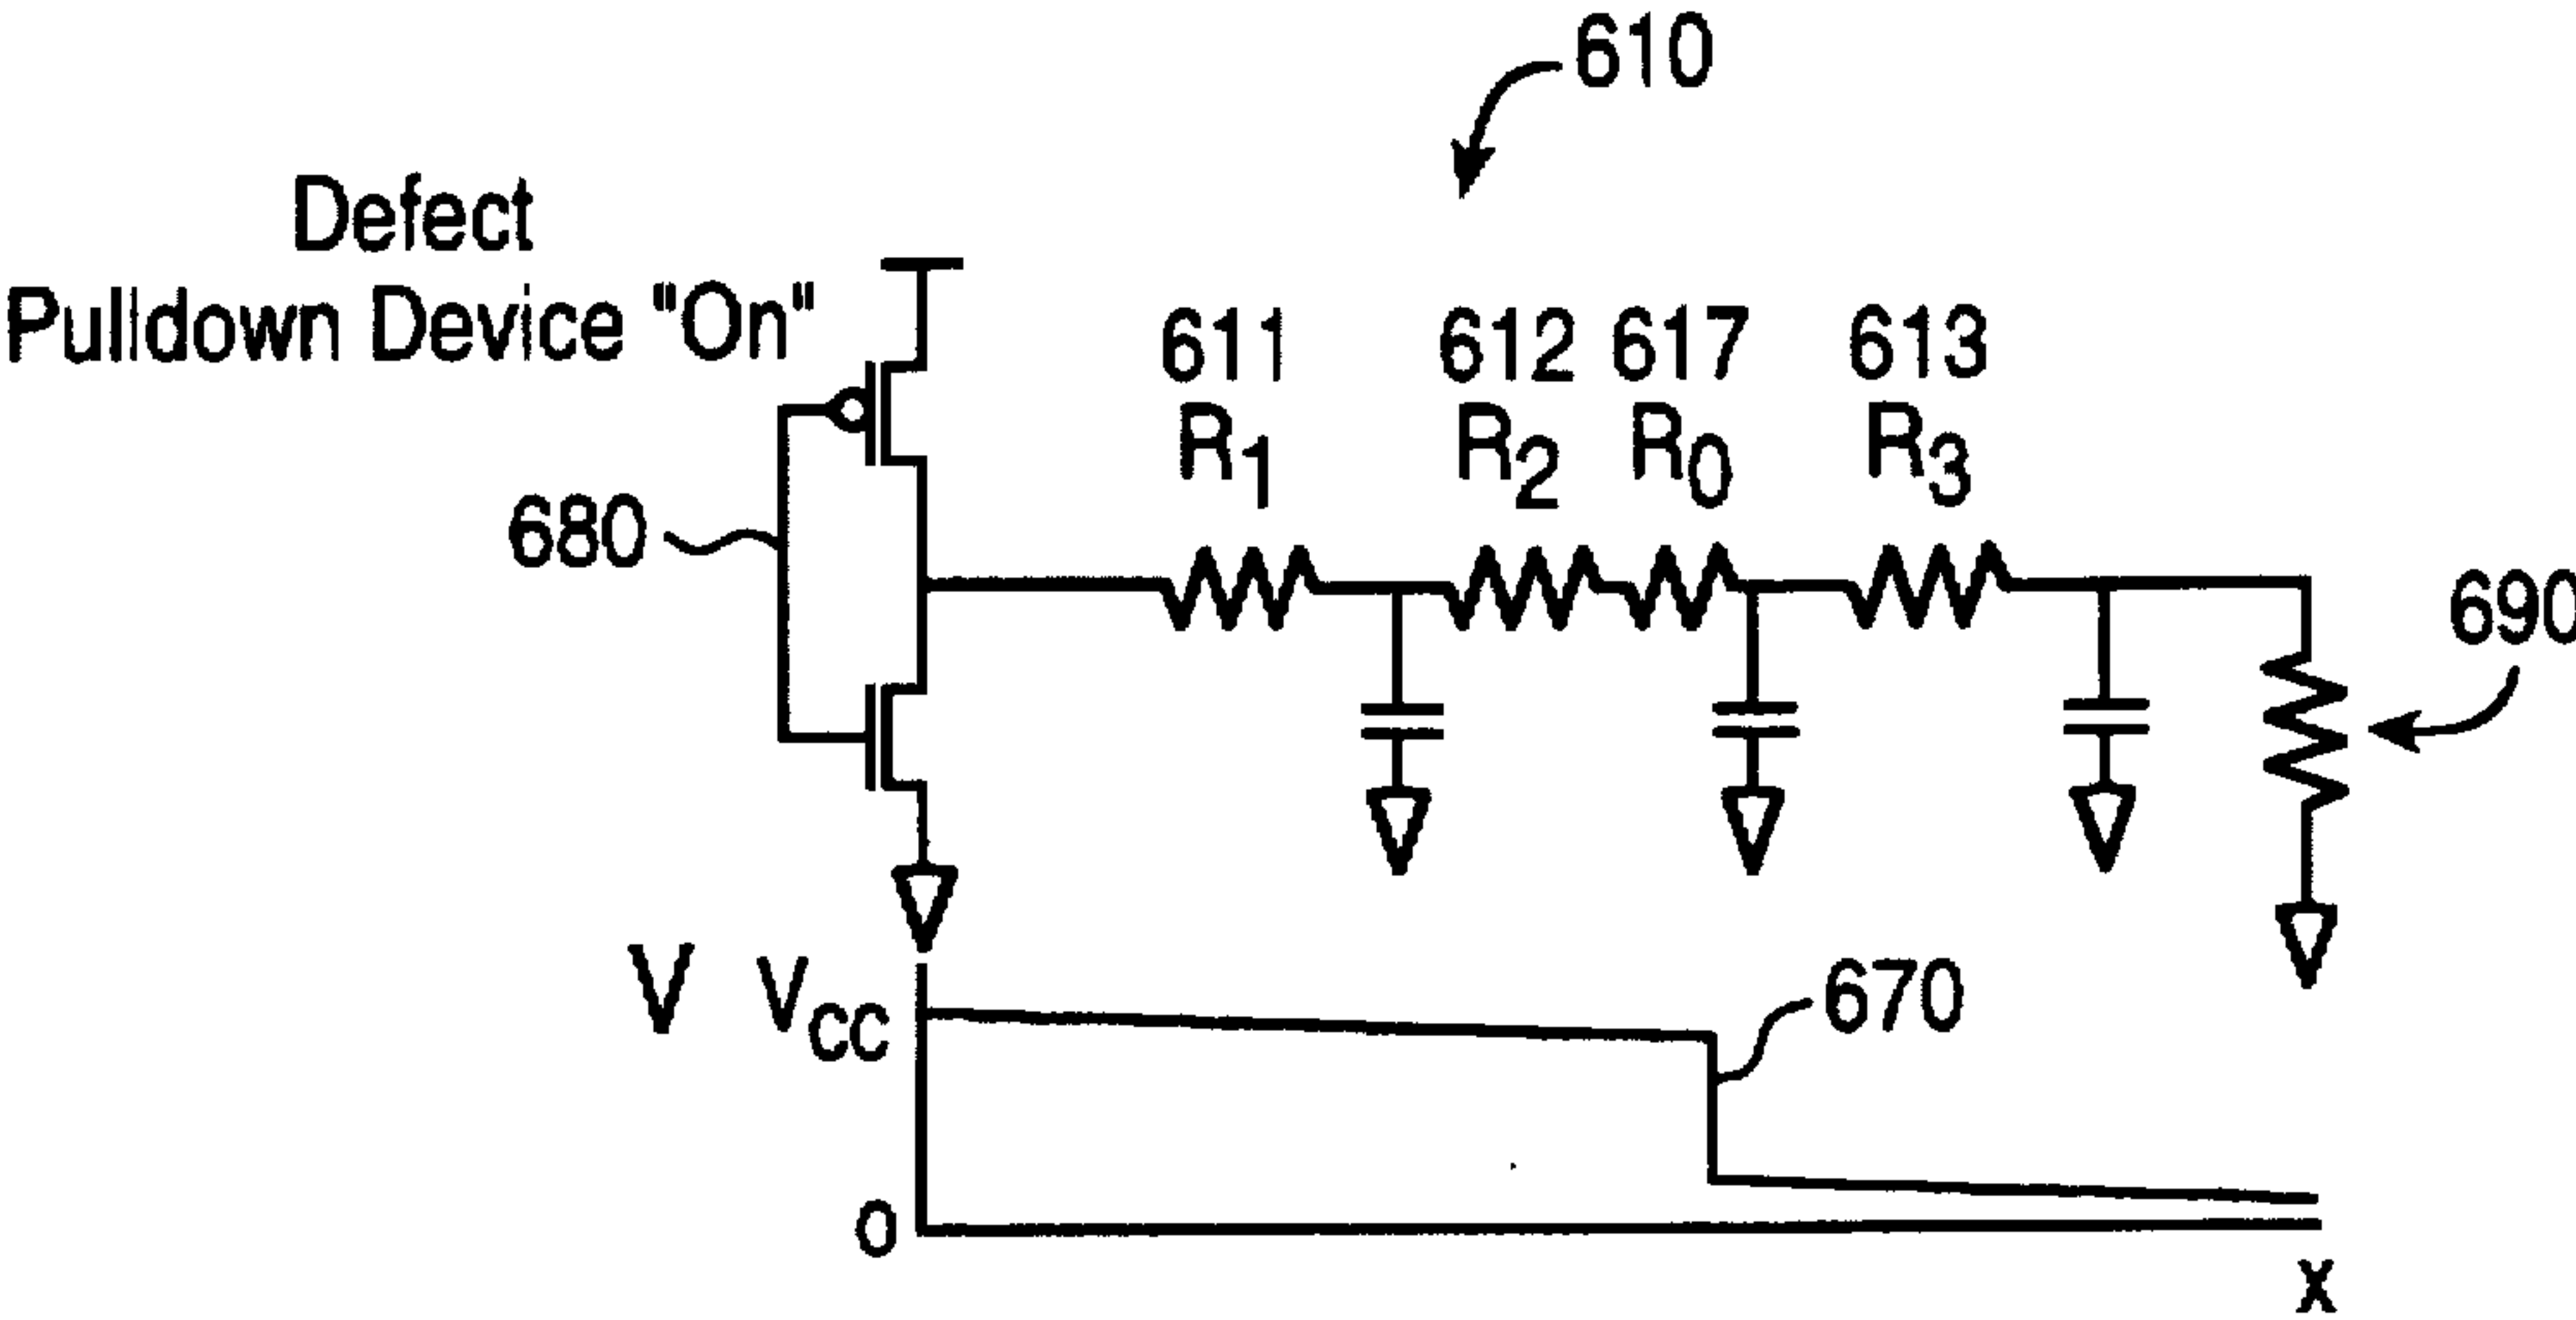 610
Defect
Pulldown Device "On"
611 612 617 613
R1 R2 R0 R3
680
690
V VCC
670
0
x